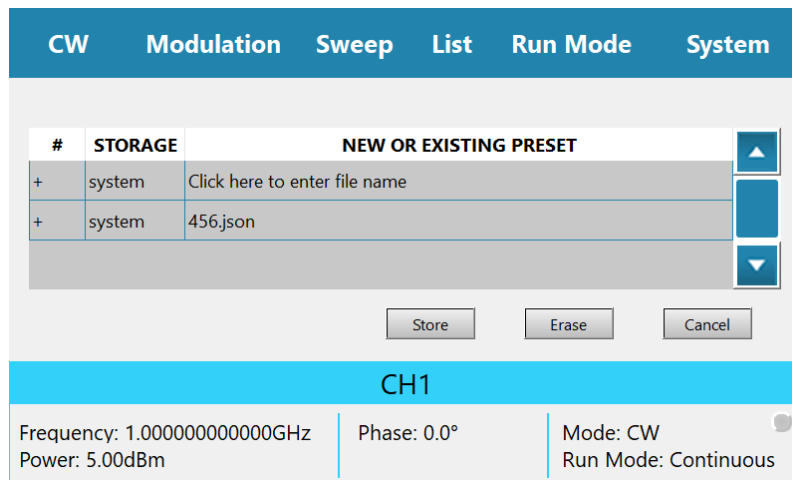 CW Modulation Sweep List Run Mode System
# STORAGE NEW OR EXISTING PRESET
+ system Click here to enter file name
+ system 456.json
Store Erase Cancel
CH1
Frequency: 1.000000000000GHz Phase: 0.0° Mode: CW
Power: 5.00dBm Run Mode: Continuous